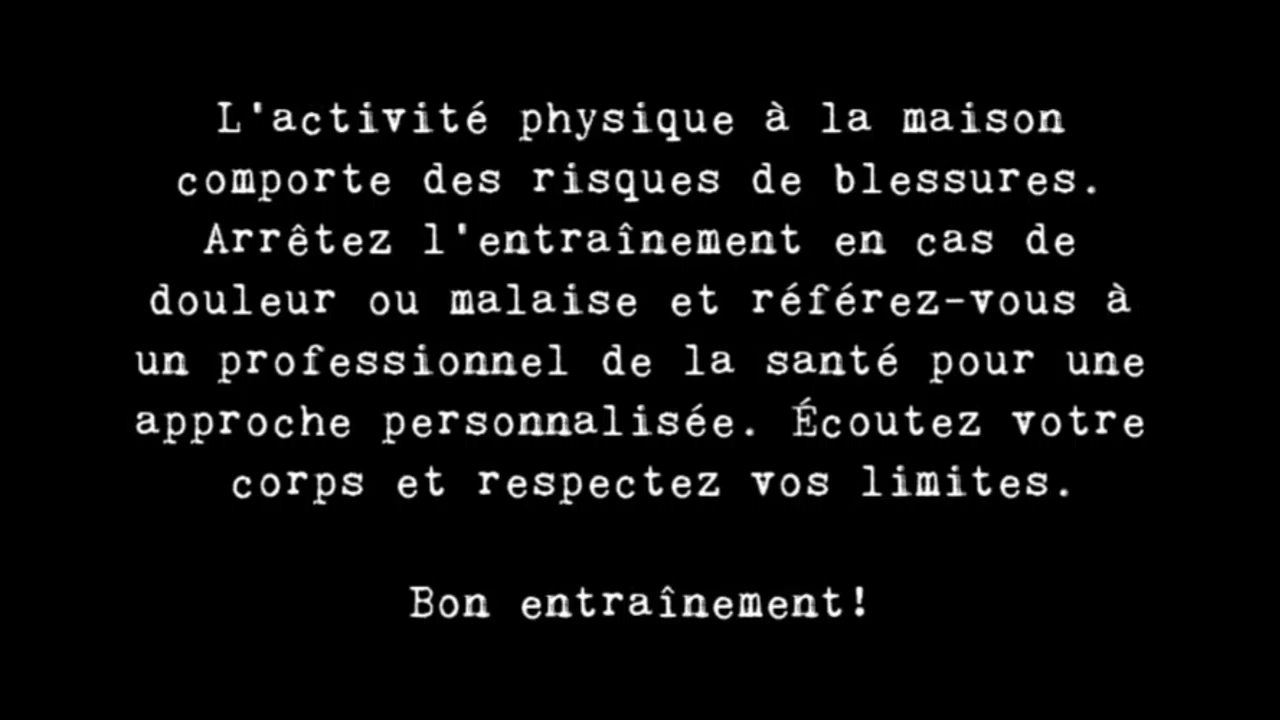 L'activité physique à la maison
comporte des risques de blessures.
Arrêtez l'entraînement en cas de
douleur ou malaise et référez-vous à
un professionnel de la santé pour une
approche personnalisée. Écoutez votre
corps et respectez vos limites.
Bon entraînement!